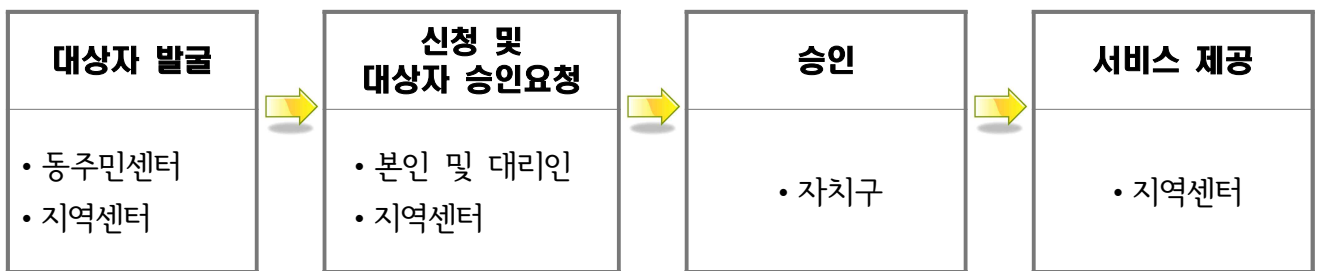 대상자 발굴
• 동주민센터
• 지역센터
신청 및
대상자 승인요청
• 본인 및 대리인
• 지역센터
승인
• 자치구
서비스 제공
• 지역센터